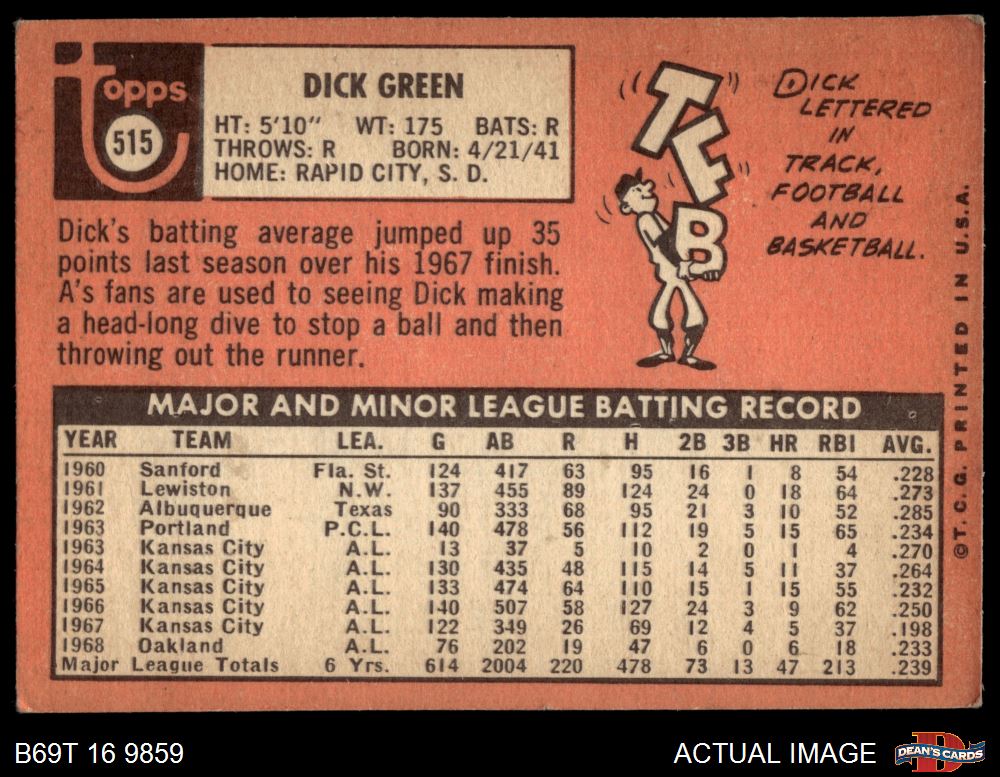 topps
515
DICK GREEN
HT: 5'10" WT: 175 BATS: R
THROWS: R BORN: 4/21/41
HOME: RAPID CITY, S. D.
T F B
DICK
LETTERED
IN
TRACK,
FOOTBALL
AND
BASKETBALL.
Dick's batting average jumped up 35
points last season over his 1967 finish.
A's fans are used to seeing Dick making
a head-long dive to stop a ball and then
throwing out the runner.
MAJOR AND MINOR LEAGUE BATTING RECORD
YEAR TEAM LEA. G AB R H 2B 3B HR RBI AVG.
1960 Sanford Fla. St. 124 417 63 95 16 1 8 54 .228
1961 Lewiston N.W. 137 455 89 124 24 0 18 64 .273
1962 Albuquerque Texas 90 333 68 95 21 3 10 52 .285
1963 Portland P.C.L. 140 478 56 112 19 5 15 65 .234
1963 Kansas City A.L. 13 37 5 10 2 0 1 4 .270
1964 Kansas City A.L. 130 435 48 115 14 5 11 37 .264
1965 Kansas City A.L. 133 474 64 110 15 1 15 55 .232
1966 Kansas City A.L. 140 507 58 127 24 3 9 62 .250
1967 Kansas City A.L. 122 349 26 69 12 4 5 37 .198
1968 Oakland A.L. 76 202 19 47 6 0 6 18 .233
Major League Totals 6 Yrs. 614 2004 220 478 73 13 47 213 .239
© T. C. G. PRINTED IN U.S.A.
B69T 16 9859
ACTUAL IMAGE
D
DEAN'S CARDS